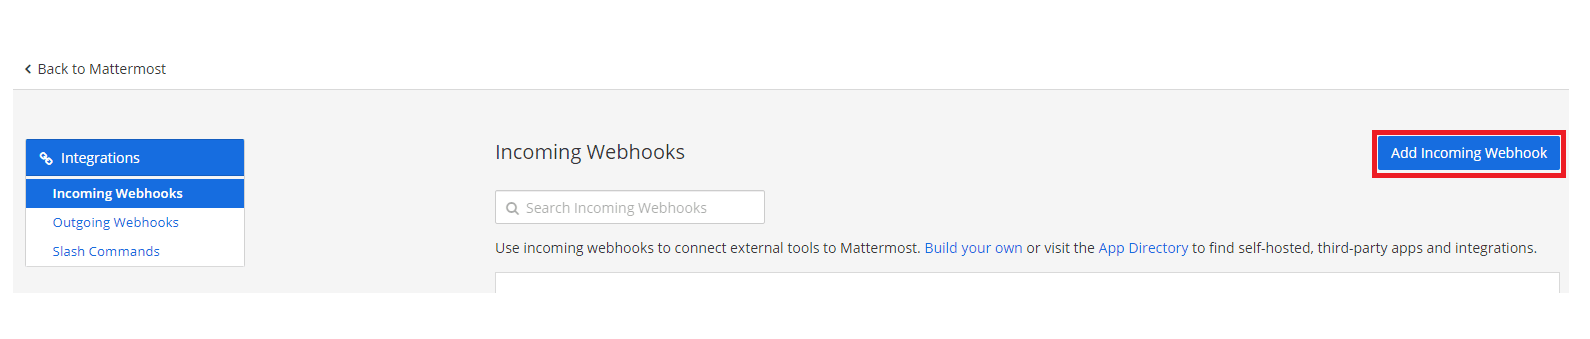 Back to Mattermost
Integrations
Incoming Webhooks
Outgoing Webhooks
Slash Commands
Incoming Webhooks
Add Incoming Webhook
Search Incoming Webhooks
Use incoming webhooks to connect external tools to Mattermost. Build your own or visit the App Directory to find self-hosted, third-party apps and integrations.